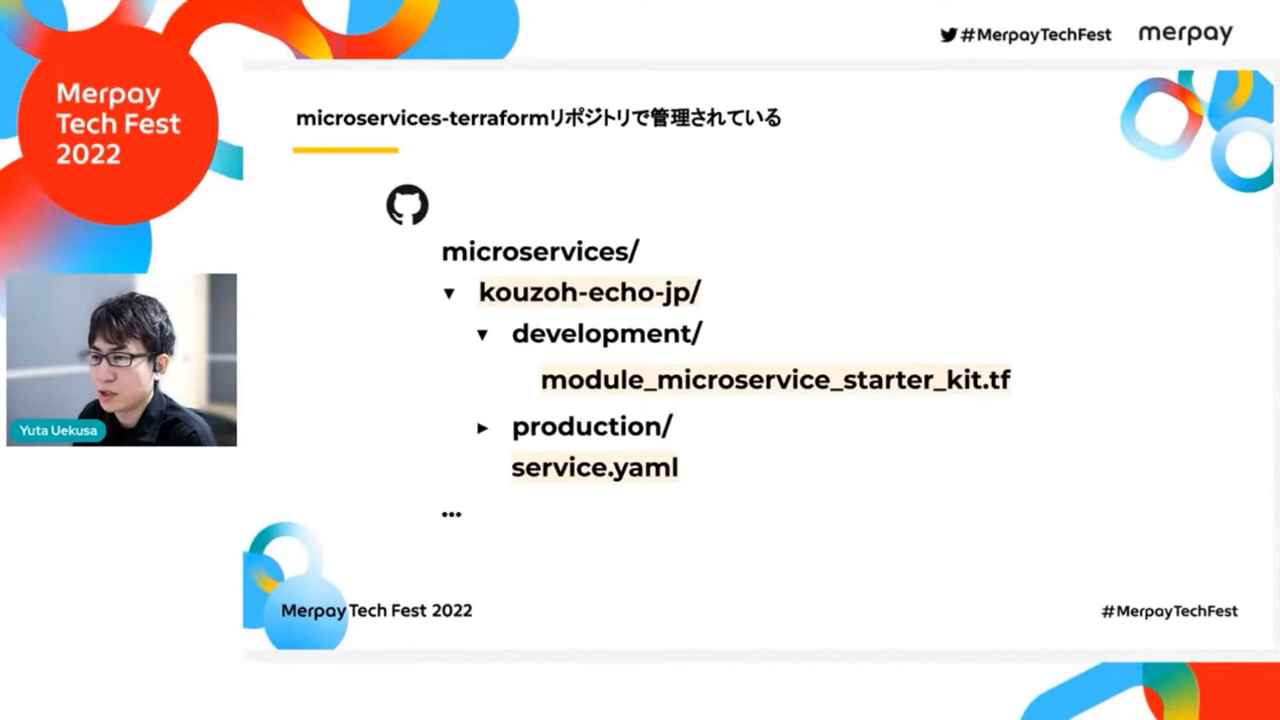 Merpay
Tech Fest
2022
#MerpayTechFest
merpay
microservices-terraformリポジトリで管理されている
microservices/
▼ kouzoh-echo-jp/
▼ development/
module_microservice_starter_kit.tf
► production/
service.yaml
...
Yuta Uekusa
Merpay Tech Fest 2022
#MerpayTechFest